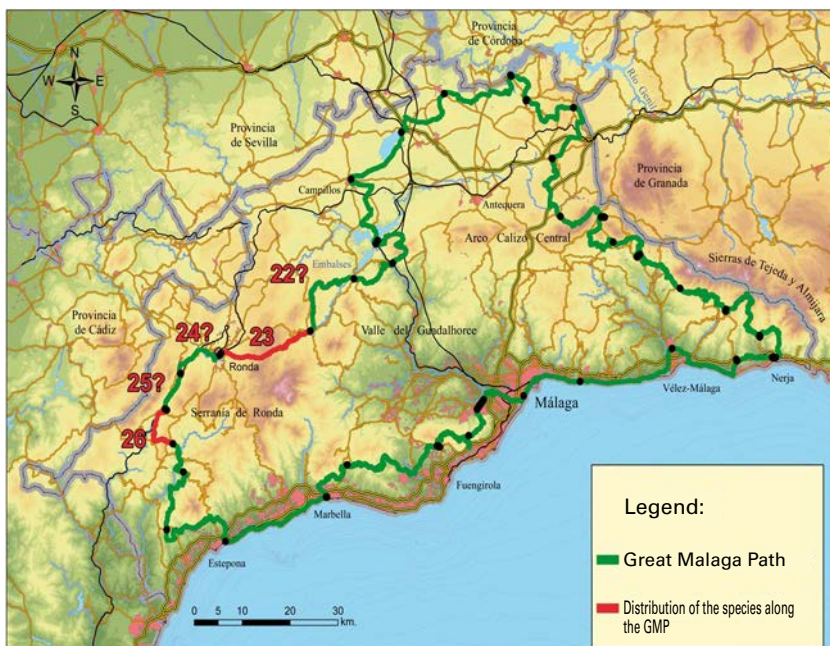 Provincia
de Córdoba
N
W E
S
Río Genil
Provincia
de Sevilla
Provincia
de Granada
Campillos
Antequera
Arco Calizo Central
Sierras de Tejeda y Almijara
22?
Embalses
Provincia
de Cádiz
24?
23
Valle del Guadalhorce
Ronda
25?
Nerja
Vélez-Málaga
Málaga
Serranía de Ronda
26
Fuengirola
Marbella
Estepona
Legend:
Great Malaga Path
Distribution of the species along
the GMP
0 5 10 20 30
km.